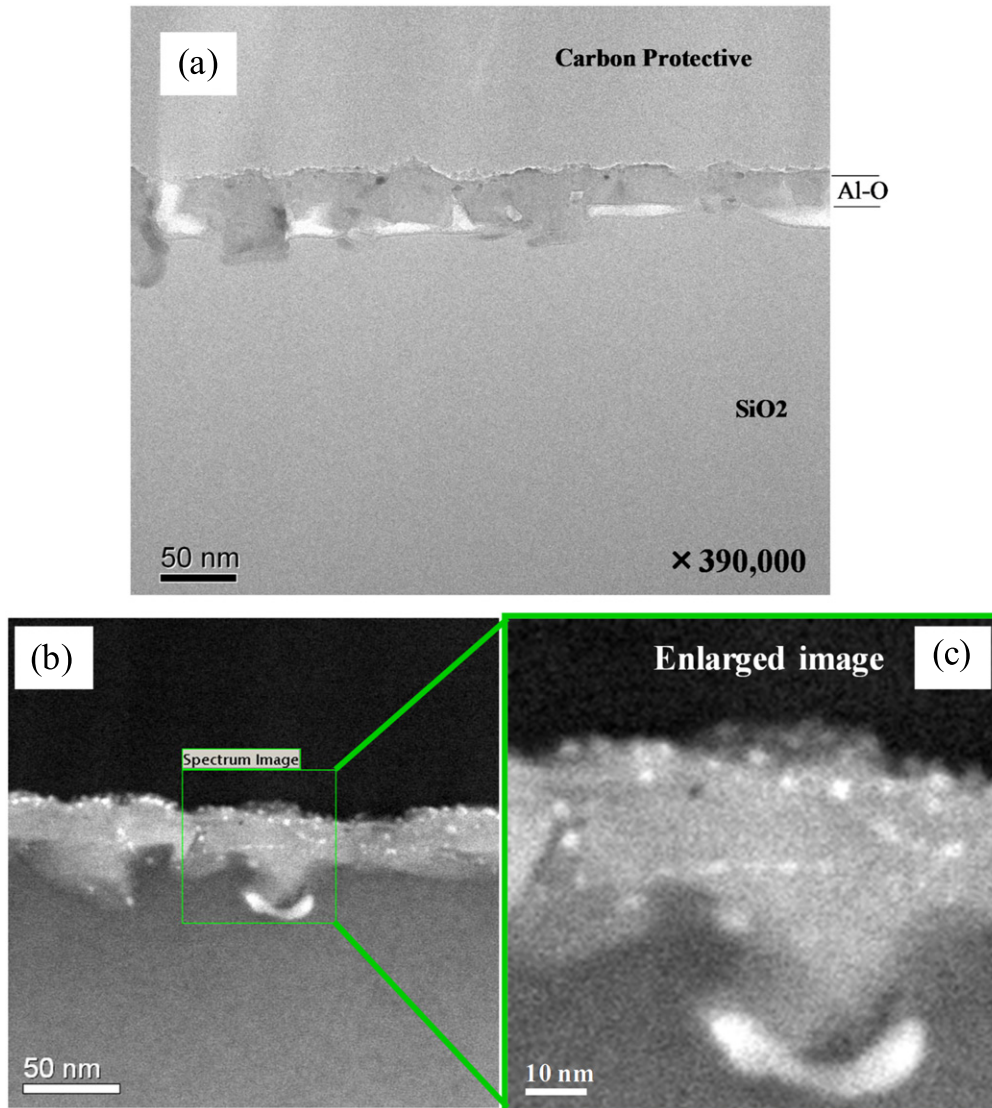 (a)
Carbon Protective
Al-O
SiO2
50 nm
× 390,000
(b)
Spectrum Image
50 nm
Enlarged image
(c)
10 nm